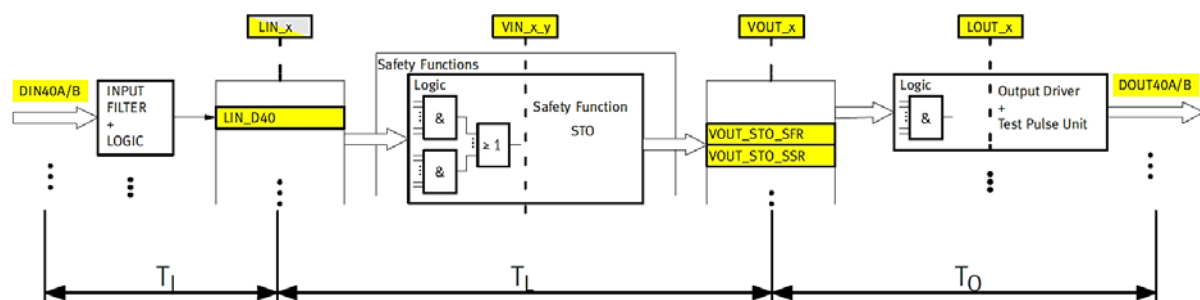 LIN_x
VIN_x_y
VOUT_x
LOUT_x
Safety Functions
DIN40A/B
INPUT
FILTER
+
LOGIC
LIN_D40
Logic
&
&
≥ 1
Safety Function
STO
VOUT_STO_SFR
VOUT_STO_SSR
Logic
&
Output Driver
+
Test Pulse Unit
DOUT40A/B
T_I
T_L
T_O